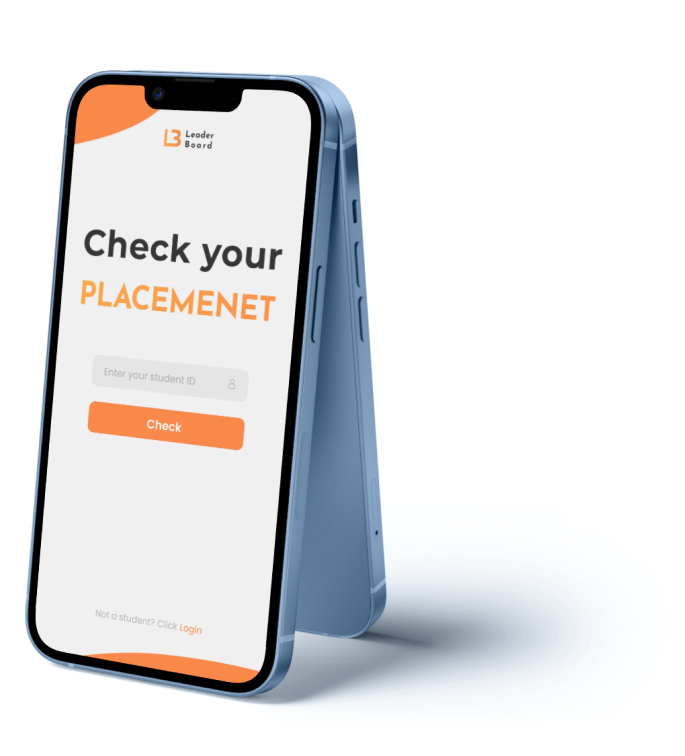 LB Leader
Board
Check your
PLACEMENET
Enter your student ID
Check
Not a student? Click Login